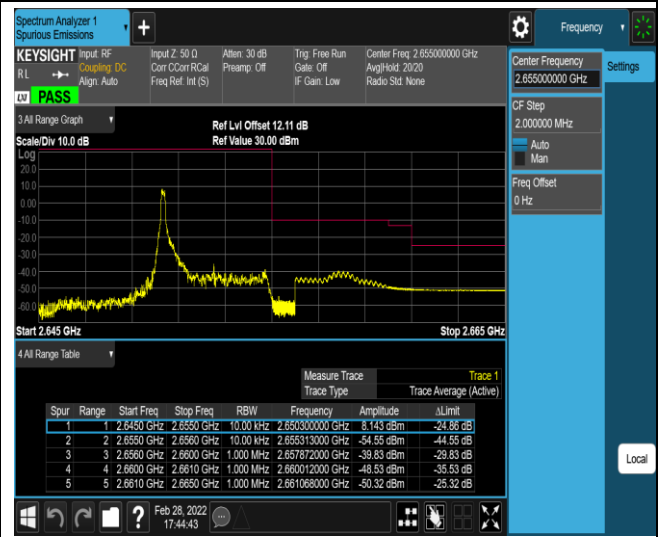 Spectrum Analyzer 1
Spurious Emissions
Frequency
KEYSIGHT
RL
Input: RF
Coupling: DC
Align: Auto
Input Z: 50 Ω
Corr CCorr RCal
Freq Ref: Int (S)
Atten: 30 dB
Preamp: Off
Trig: Free Run
Gate: Off
IF Gain: Low
Center Freq: 2.655000000 GHz
Avg|Hold: 20/20
Radio Std: None
LXI PASS
Center Frequency
2.655000000 GHz
Settings
CF Step
2.000000 MHz
Auto
Man
Freq Offset
0 Hz
3 All Range Graph
Ref Lvl Offset 12.11 dB
Scale/Div 10.0 dB
Ref Value 30.00 dBm
Log
20.0
10.0
0.00
-10.0
-20.0
-30.0
-40.0
-50.0
-60.0
Start 2.645 GHz
Stop 2.665 GHz
4 All Range Table
Measure Trace Trace 1
Trace Type Trace Average (Active)
Spur Range Start Freq Stop Freq RBW Frequency Amplitude ΔLimit
1 1 2.6450 GHz 2.6550 GHz 10.00 kHz 2.650300000 GHz 8.143 dBm -24.86 dB
2 2 2.6550 GHz 2.6560 GHz 10.00 kHz 2.655313000 GHz -54.55 dBm -44.55 dB
3 3 2.6560 GHz 2.6600 GHz 1.000 MHz 2.657872000 GHz -39.83 dBm -29.83 dB
4 4 2.6600 GHz 2.6610 GHz 1.000 MHz 2.660012000 GHz -48.53 dBm -35.53 dB
5 5 2.6610 GHz 2.6650 GHz 1.000 MHz 2.661068000 GHz -50.32 dBm -25.32 dB
Local
Feb 28, 2022
17:44:43